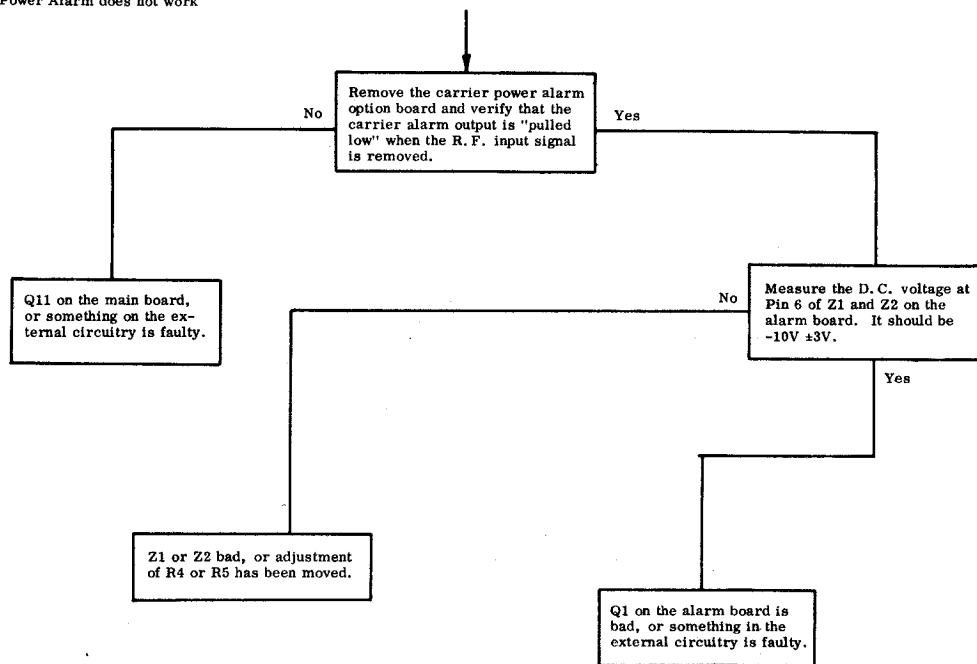 Power Alarm does not work
Remove the carrier power alarm
option board and verify that the
carrier alarm output is "pulled
low" when the R. F. input signal
is removed.
No
Yes
Q11 on the main board,
or something on the ex-
ternal circuitry is faulty.
Measure the D. C. voltage at
Pin 6 of Z1 and Z2 on the
alarm board. It should be
-10V ±3V.
No
Yes
Z1 or Z2 bad, or adjustment
of R4 or R5 has been moved.
Q1 on the alarm board is
bad, or something in the
external circuitry is faulty.